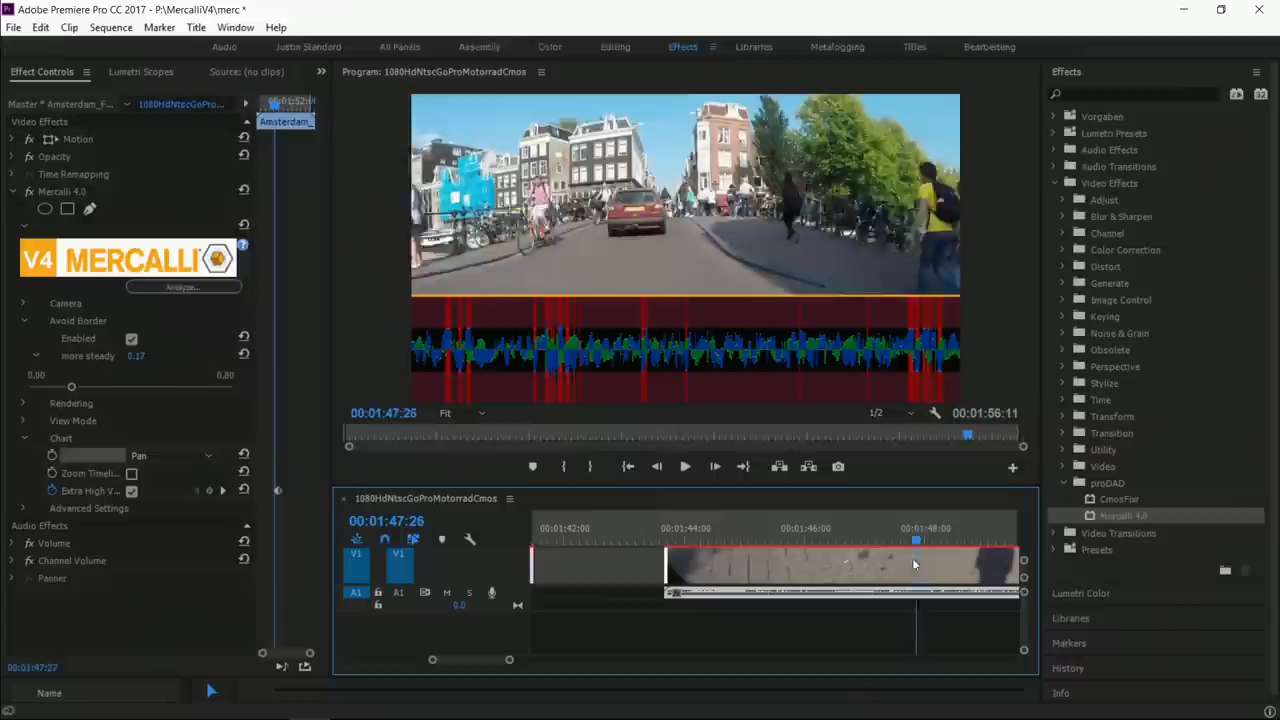 Adobe Premiere Pro CC 2017 - P:\MercalliV4\merc *
File Edit Clip Sequence Marker Title Window Help
Audio Justin Standard All Panels Assembly Color Editing Effects Libraries Metalogging Titles Bearbeitung
Effect Controls Lumetri Scopes Source: (no clips)
Program: 1080HdNtscGoProMotorradCmos
Effects
Master * Amsterdam_F... 1080HdNtscGoPro...
Video Effects
Amsterdam_
fx Motion
fx Opacity
Time Remapping
fx Mercalli 4.0
V4 MERCALLI
Analyze...
Camera
Avoid Border
Enabled
more steady 0.17
0.00 0.80
Rendering
View Mode
Chart
Pan
Zoom Timeli...
Extra High V...
Advanced Settings
Audio Effects
fx Volume
fx Channel Volume
Panner
00:01:47:27
Name
00:01:47:26 Fit 1/2 00:01:56:11
1080HdNtscGoProMotorradCmos
00:01:47:26
00:01:42:00 00:01:44:00 00:01:46:00 00:01:48:00
V1 V1
A1 A1 M S
0.0
Vorgaben
Lumetri Presets
Audio Effects
Audio Transitions
Video Effects
Adjust
Blur & Sharpen
Channel
Color Correction
Distort
Generate
Image Control
Keying
Noise & Grain
Obsolete
Perspective
Stylize
Time
Transform
Transition
Utility
Video
proDAD
CmosFixr
Mercalli 4.0
Video Transitions
Presets
Lumetri Color
Libraries
Markers
History
Info